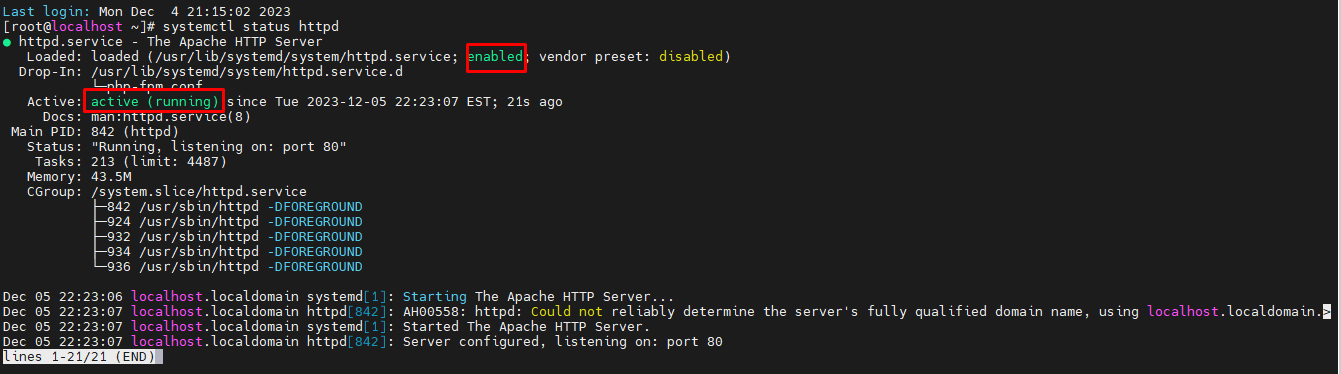 Last login: Mon Dec  4 21:15:02 2023
[root@localhost ~]# systemctl status httpd
● httpd.service - The Apache HTTP Server
   Loaded: loaded (/usr/lib/systemd/system/httpd.service; enabled; vendor preset: disabled)
  Drop-In: /usr/lib/systemd/system/httpd.service.d
           └─php-fpm.conf
   Active: active (running) since Tue 2023-12-05 22:23:07 EST; 21s ago
     Docs: man:httpd.service(8)
 Main PID: 842 (httpd)
   Status: "Running, listening on: port 80"
    Tasks: 213 (limit: 4487)
   Memory: 43.5M
   CGroup: /system.slice/httpd.service
           ├─842 /usr/sbin/httpd -DFOREGROUND
           ├─924 /usr/sbin/httpd -DFOREGROUND
           ├─932 /usr/sbin/httpd -DFOREGROUND
           ├─934 /usr/sbin/httpd -DFOREGROUND
           └─936 /usr/sbin/httpd -DFOREGROUND
Dec 05 22:23:06 localhost.localdomain systemd[1]: Starting The Apache HTTP Server...
Dec 05 22:23:07 localhost.localdomain httpd[842]: AH00558: httpd: Could not reliably determine the server's fully qualified domain name, using localhost.localdomain.>
Dec 05 22:23:07 localhost.localdomain systemd[1]: Started The Apache HTTP Server.
Dec 05 22:23:07 localhost.localdomain httpd[842]: Server configured, listening on: port 80
lines 1-21/21 (END)